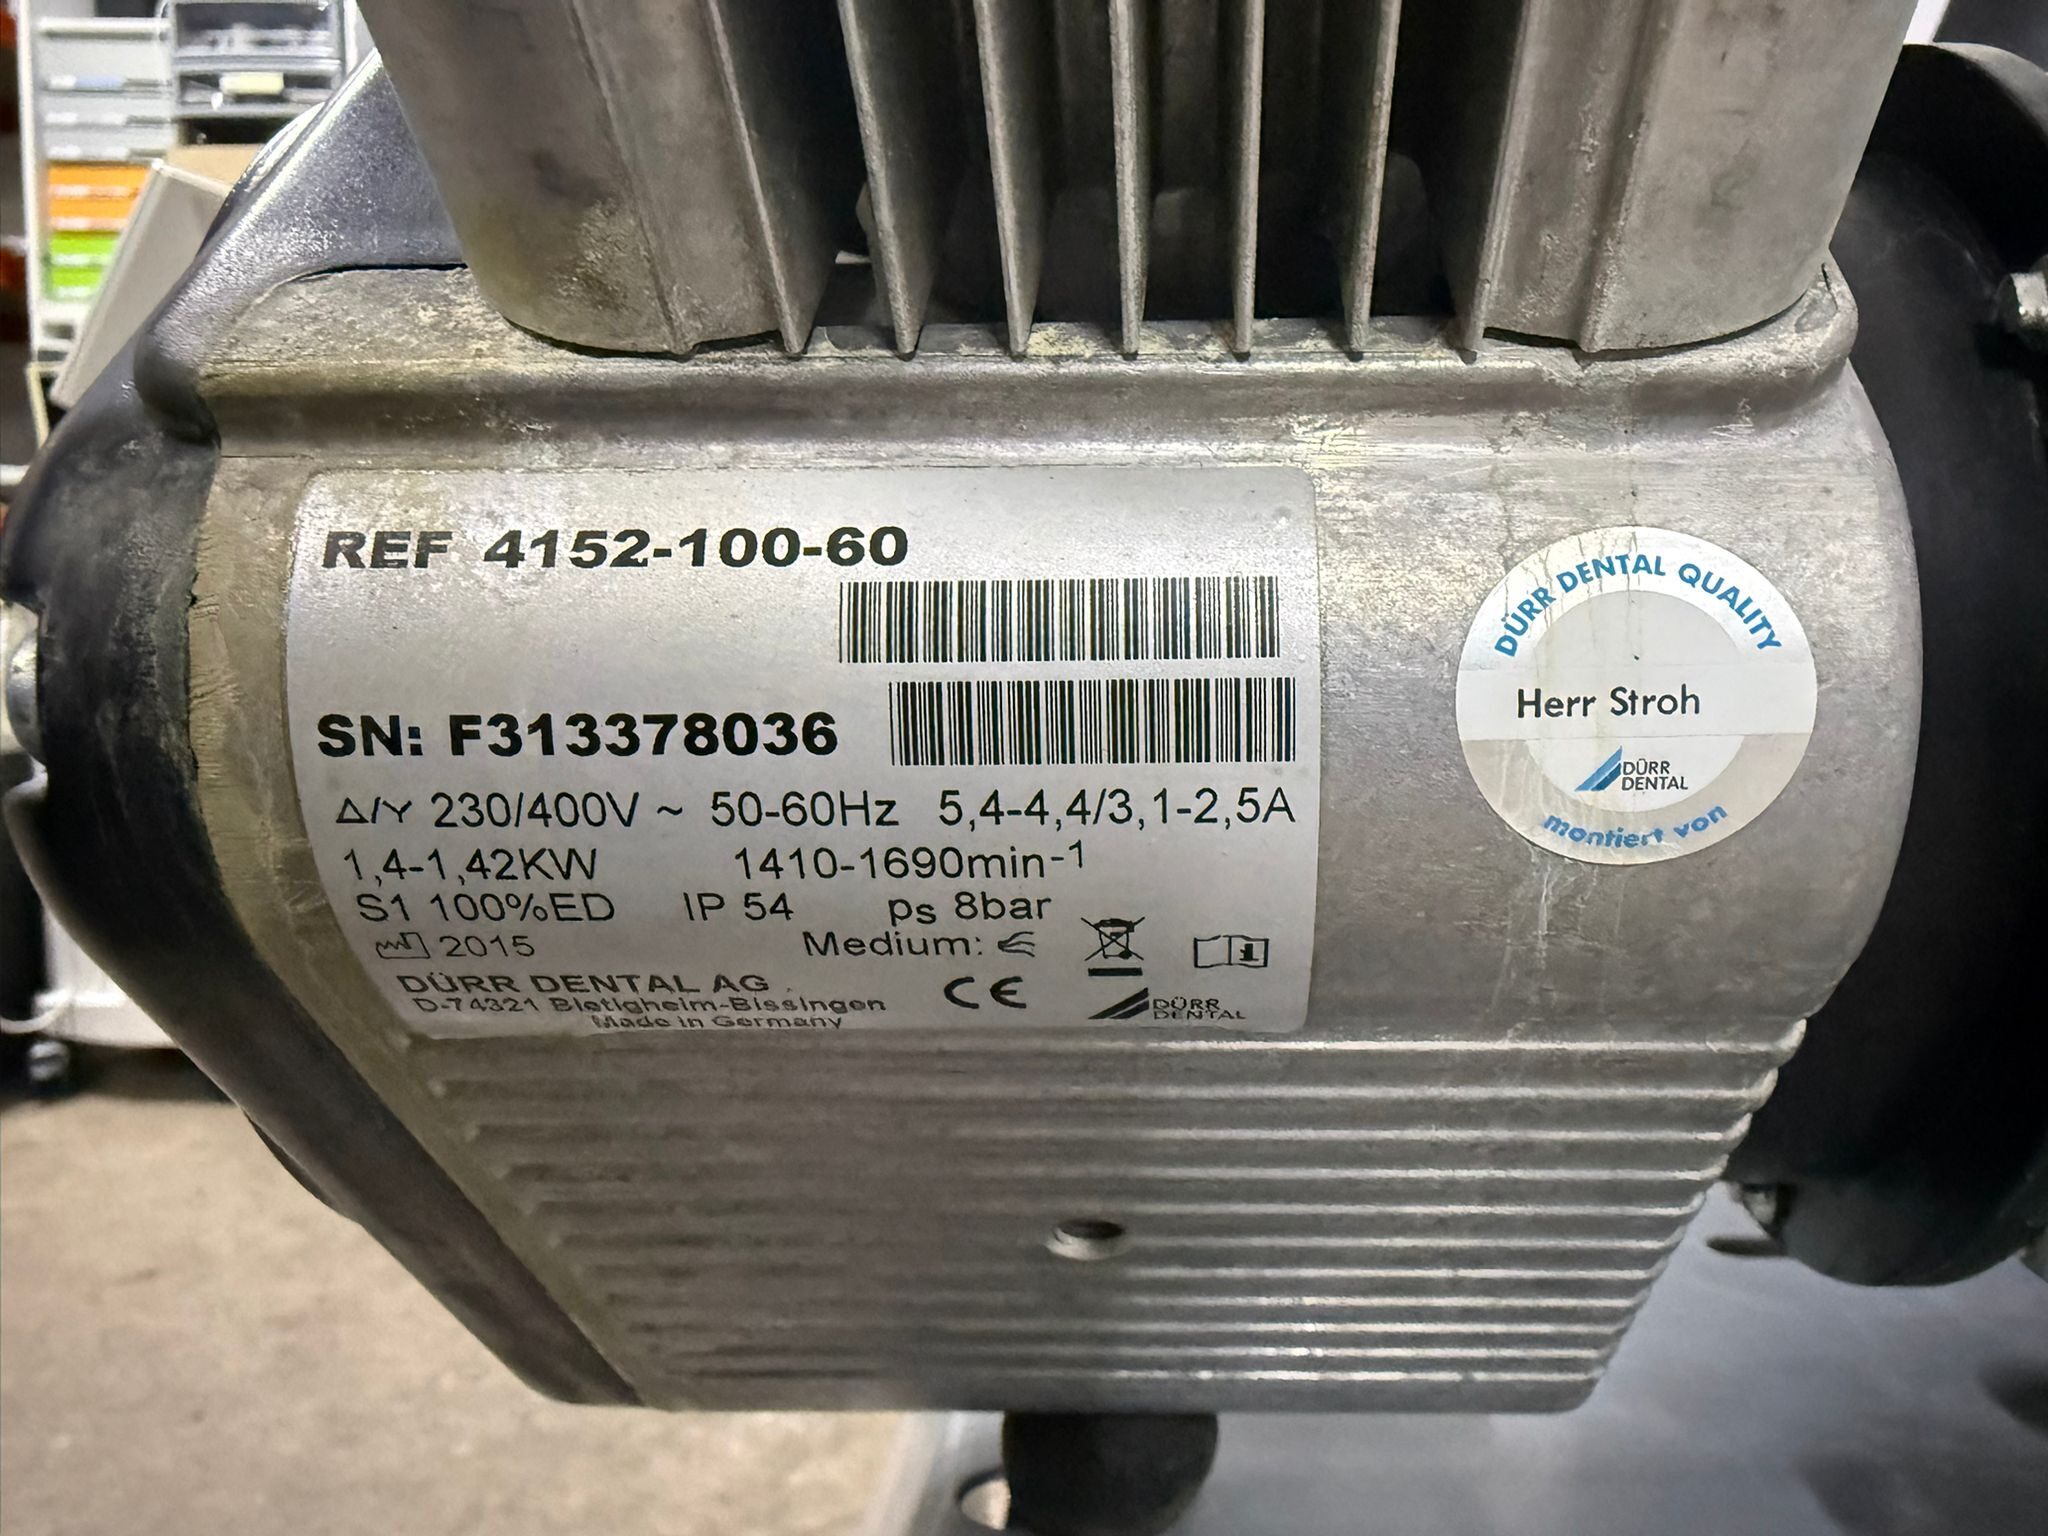 REF 4152-100-60
SN: F313378036
Δ/Y 230/400V ~ 50-60Hz 5,4-4,4/3,1-2,5A
1,4-1,42KW 1410-1690min-1
S1 100%ED IP 54 ps 8bar
2015 Medium:
DÜRR DENTAL AG
D-74321 Bietigheim-Bissingen
Made in Germany
CE
DÜRR
DENTAL
DÜRR DENTAL QUALITY
Herr Stroh
DÜRR
DENTAL
montiert von